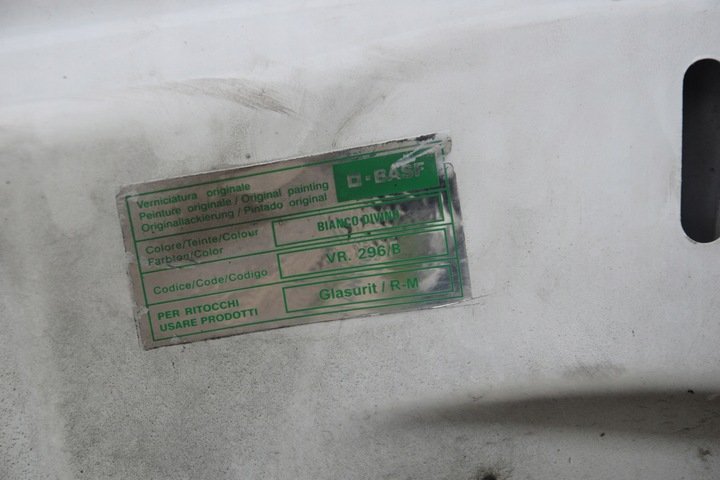 Verniciatura originale
Peinture originale / Original painting
Originallackierung / Pintado original
BASF
Colore/Teinte/Colour
Farbton/Color
BIANCO DIVINA
Codice/Code/Codigo
VR. 296/B
PER RITOCCHI
USARE PRODOTTI
Glasurit / R-M